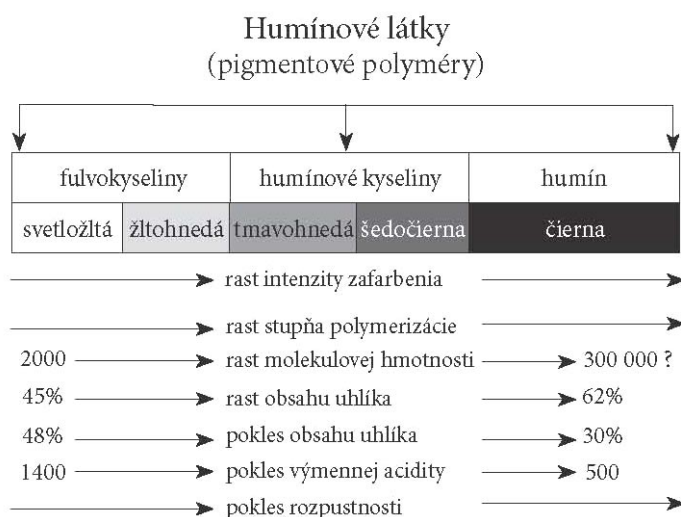 Humínové látky
(pigmentové polyméry)
fulvokyseliny humínové kyseliny humín
svetložltá žltohnedá tmavohnedá šedočierna čierna
rast intenzity zafarbenia
rast stupňa polymerizácie
2000 rast molekulovej hmotnosti 300 000 ?
45% rast obsahu uhlíka 62%
48% pokles obsahu uhlíka 30%
1400 pokles výmennej acidity 500
pokles rozpustnosti